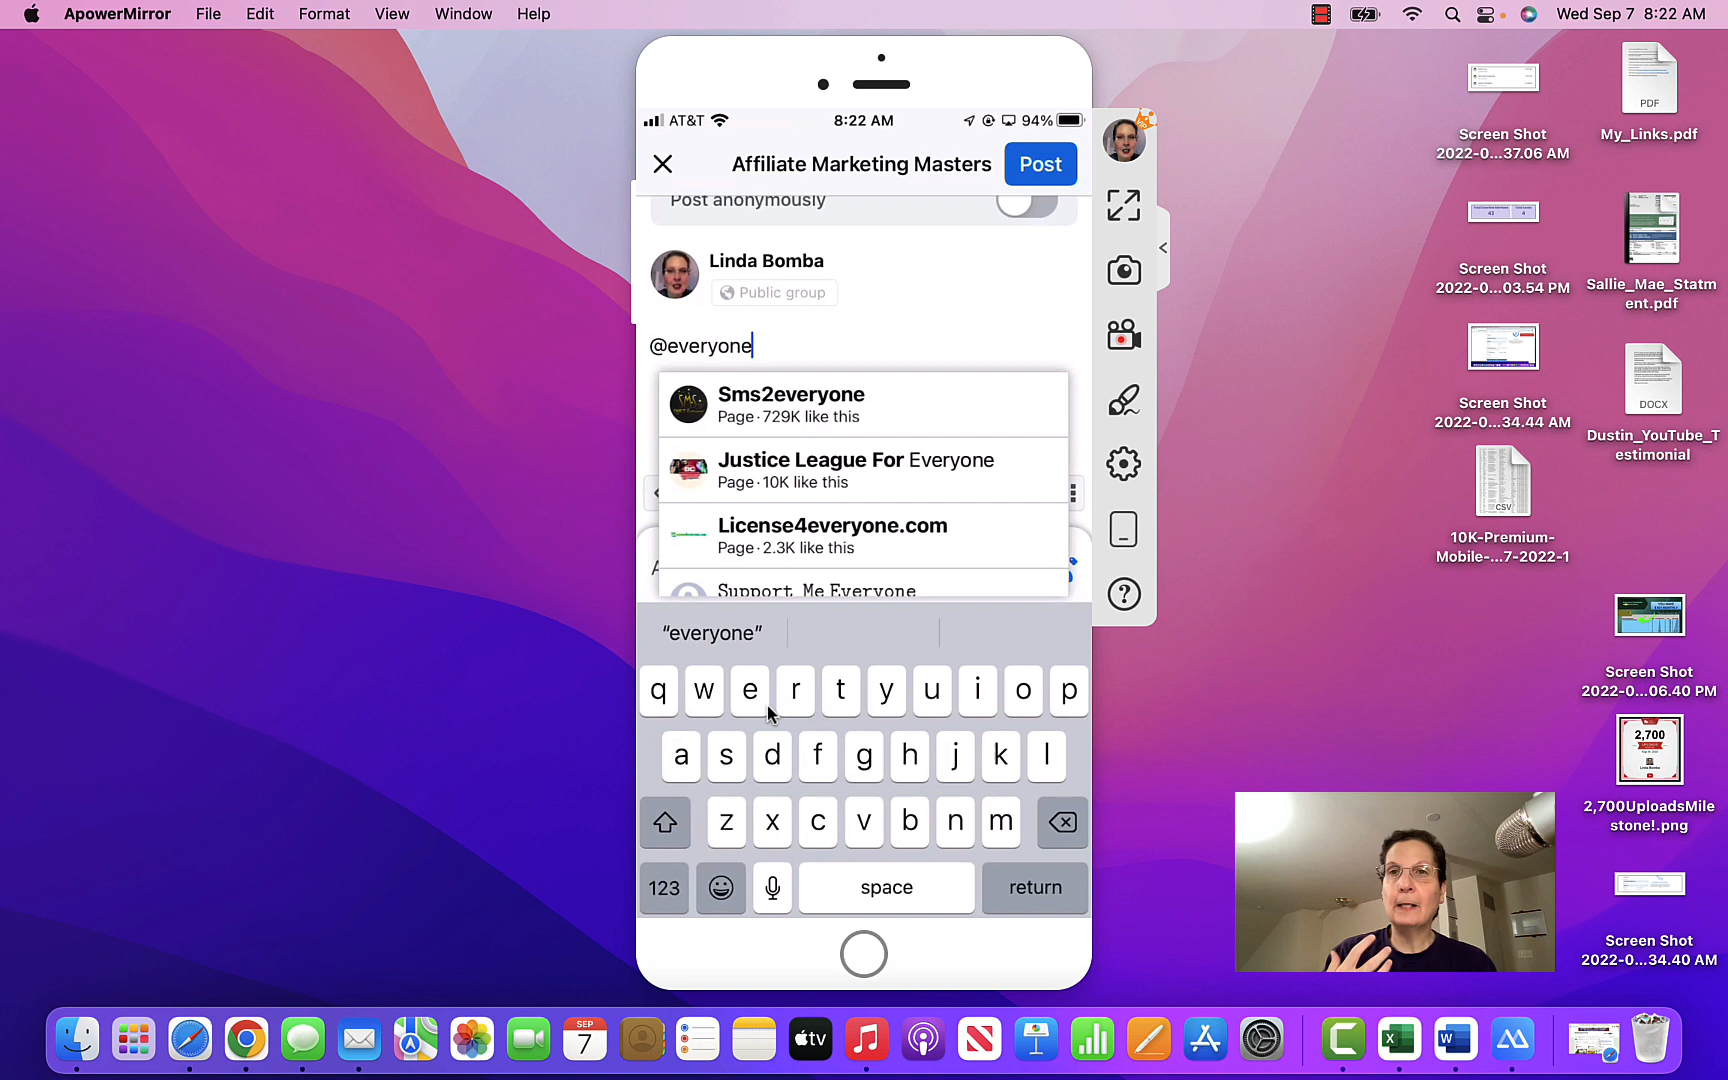 ApowerMirror File Edit Format View Window Help
Wed Sep 7 8:22 AM
AT&T 8:22 AM 94%
Affiliate Marketing Masters Post
Post anonymously
Linda Bomba
Public group
@everyone
Sms2everyone
Page · 729K like this
Justice League For Everyone
Page · 10K like this
License4everyone.com
Page · 2.3K like this
Support Me Everyone
“everyone”
q w e r t y u i o p
a s d f g h j k l
z x c v b n m
123 space return
Screen Shot
2022-0...37.06 AM
PDF
My_Links.pdf
Screen Shot
2022-0...03.54 PM
Sallie_Mae_Statm
ent.pdf
Screen Shot
2022-0...34.44 AM
DOCX
Dustin_YouTube_T
estimonial
CSV
10K-Premium-
Mobile-...7-2022-1
Screen Shot
2022-0...06.40 PM
2,700
2,700UploadsMile
stone!.png
Screen Shot
2022-0...34.40 AM
SEP
7
tv
X
W